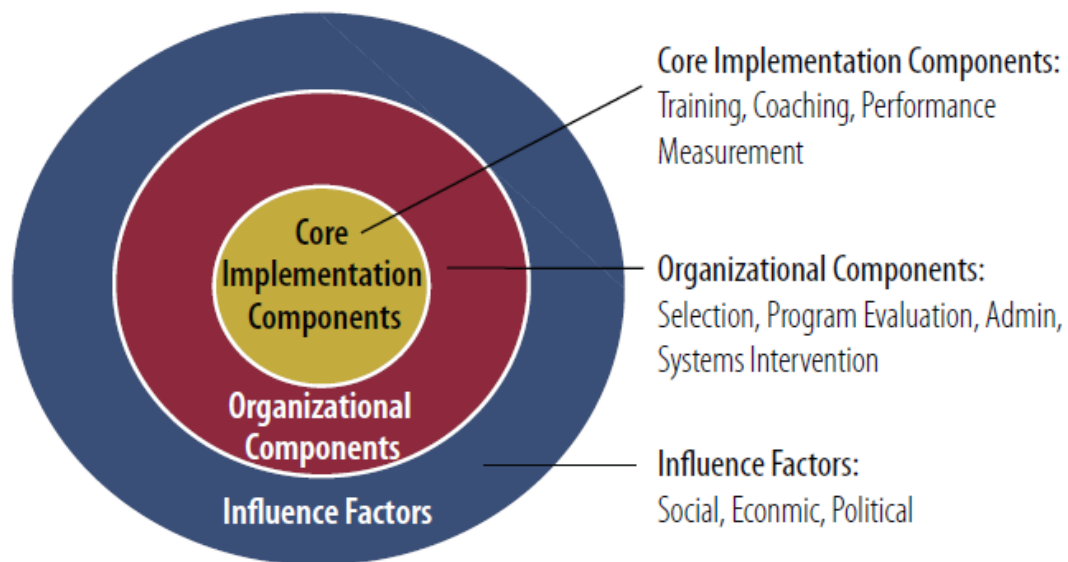 Core
Implementation
Components
Organizational
Components
Influence Factors
Core Implementation Components:
Training, Coaching, Performance
Measurement
Organizational Components:
Selection, Program Evaluation, Admin,
Systems Intervention
Influence Factors:
Social, Econmic, Political